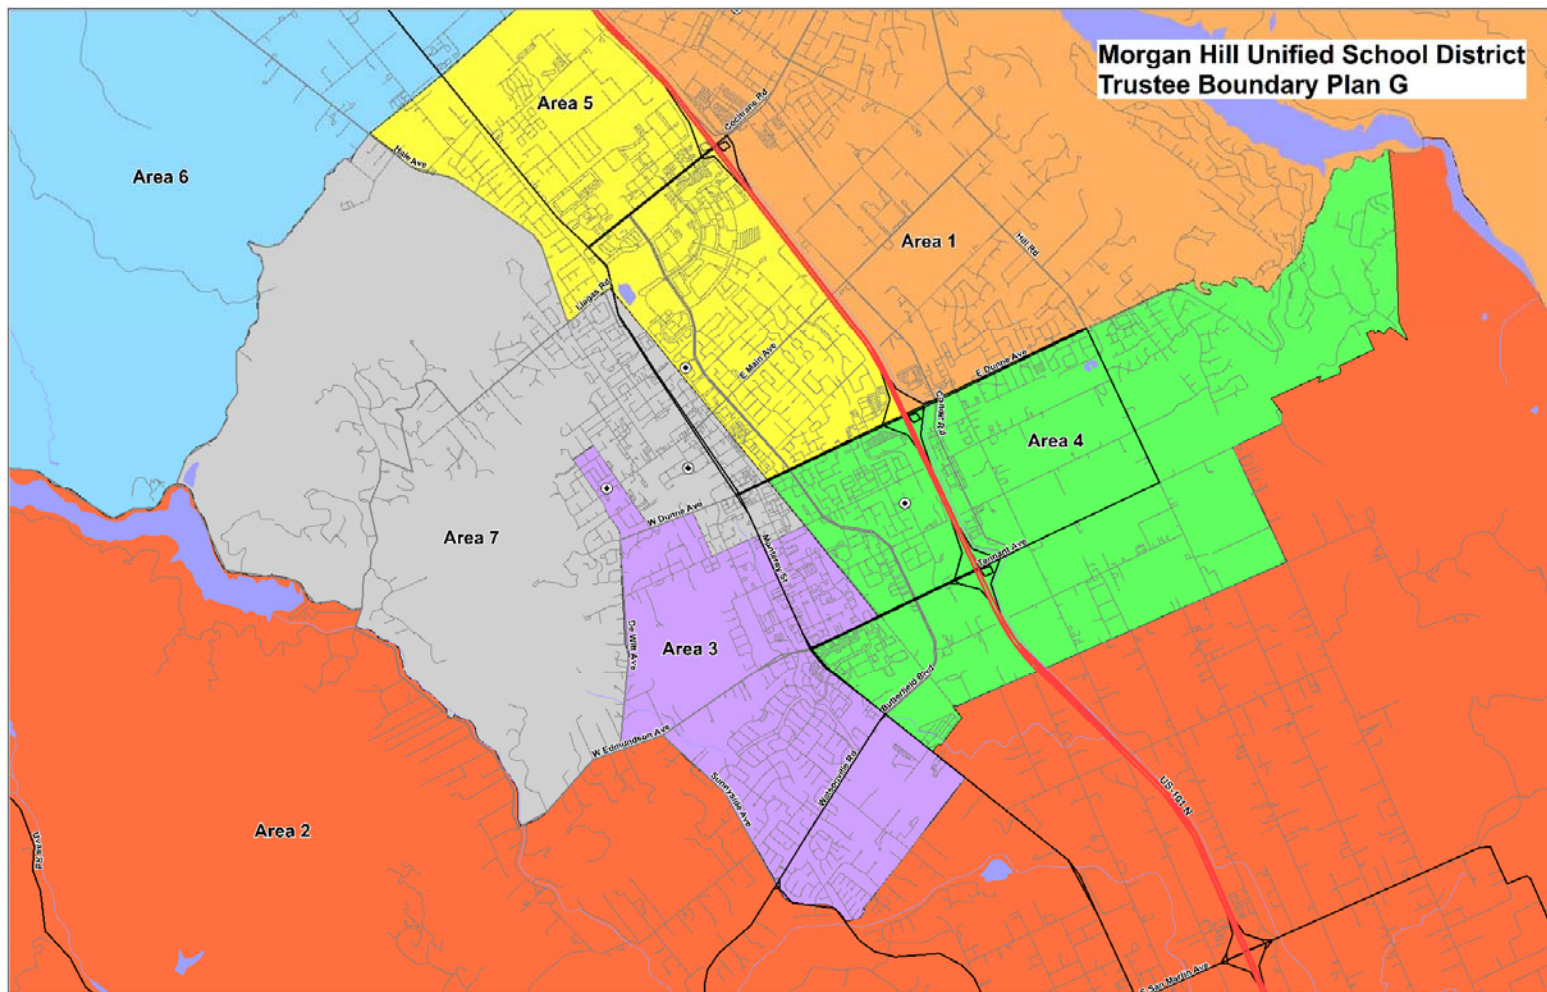 Morgan Hill Unified School District
Trustee Boundary Plan G
Area 5
Cochrane Rd
Hale Ave
Area 6
Area 1
Hill Rd
Llagas Rd
E Main Ave
E Dunne Ave
Condit Rd
Area 4
W Dunne Ave
Area 7
Monterey St
Tennant Ave
De Witt Ave
Area 3
Butterfield Blvd
W Edmundson Ave
Watsonville Rd
Sunnyside Ave
US-101 N
Area 2
Uvas Rd
E San Martin Ave